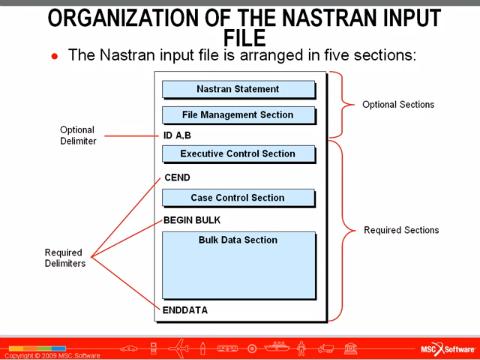 ORGANIZATION OF THE NASTRAN INPUT
FILE
• The Nastran input file is arranged in five sections:
Nastran Statement
File Management Section
Optional Sections
Optional
Delimiter
ID A,B
Executive Control Section
CEND
Case Control Section
BEGIN BULK
Required Sections
Bulk Data Section
Required
Delimiters
ENDDATA
MSC Software
Copyright © 2009 MSC.Software